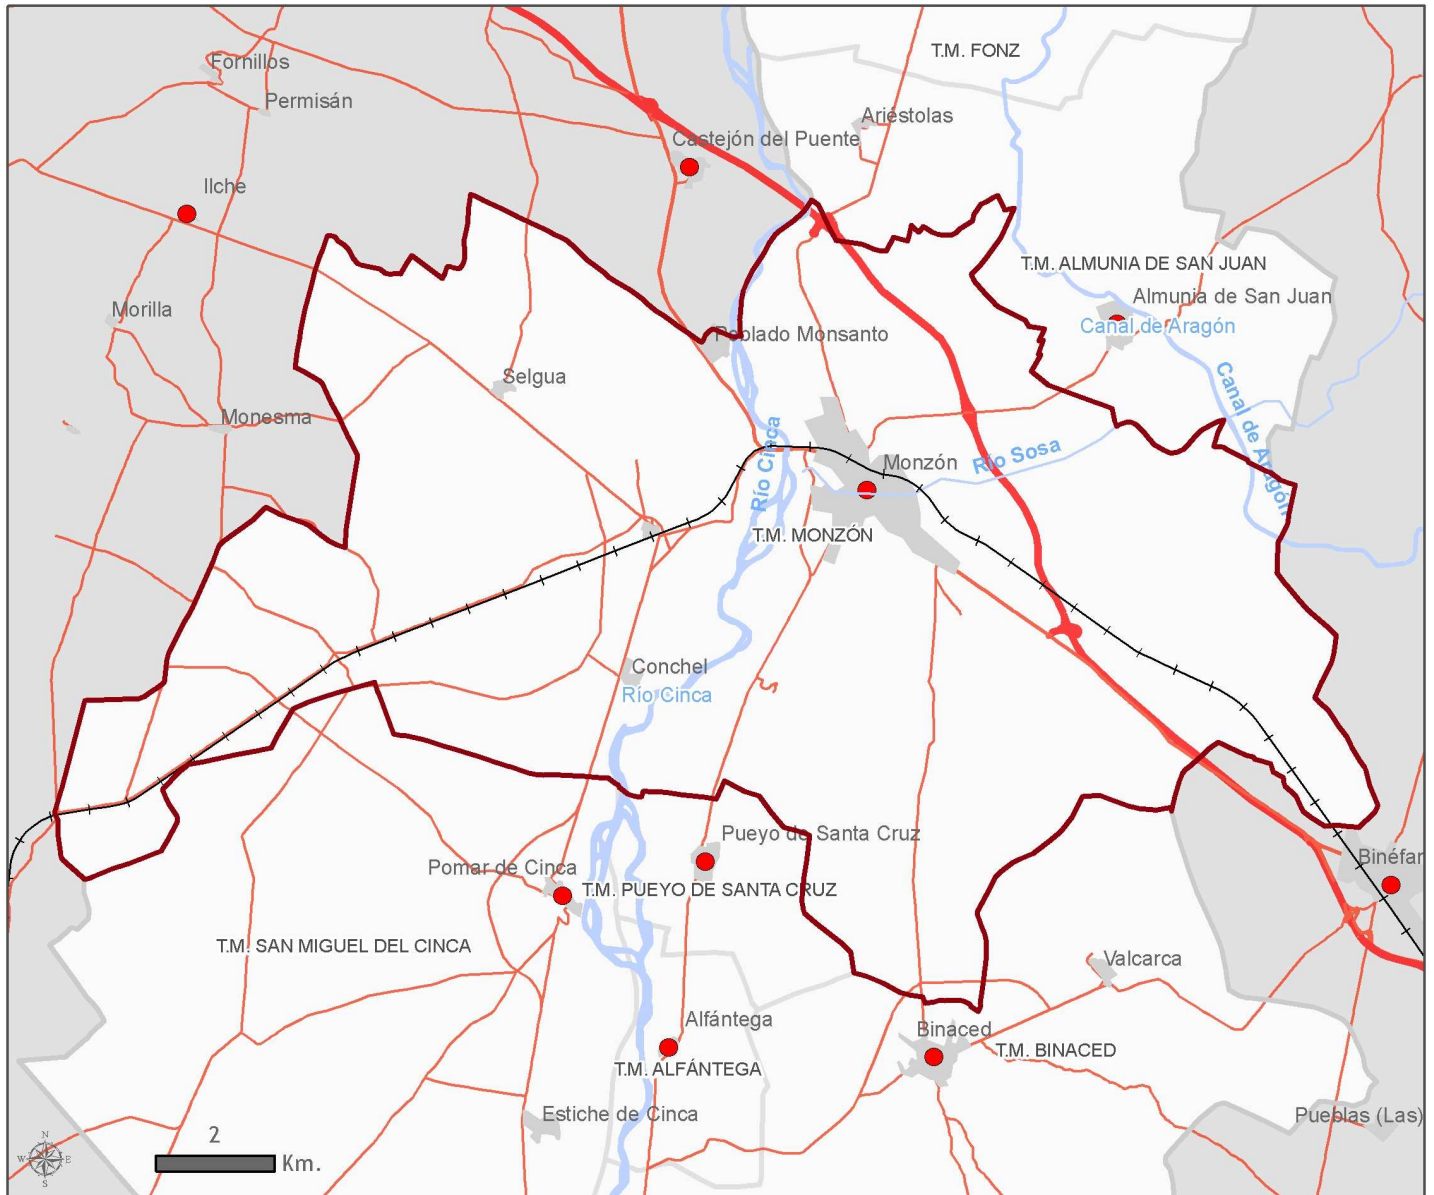 T.M. FONZ
Fornillos
Permisán
Ariéstolas
Castejón del Puente
Ilche
T.M. ALMUNIA DE SAN JUAN
Almunia de San Juan
Morilla
Canal de Aragón
Poblado Monsanto
Selgua
Canal de Aragón
Monesma
Río Cinca
Río Sosa
Monzón
T.M. MONZÓN
Conchel
Río Cinca
Pueyo de Santa Cruz
Binéfar
Pomar de Cinca
T.M. PUEYO DE SANTA CRUZ
T.M. SAN MIGUEL DEL CINCA
Valcarca
Alfántega
Binaced
T.M. BINACED
T.M. ALFÁNTEGA
Estiche de Cinca
Pueblas (Las)
2
Km.
N
W
E
S